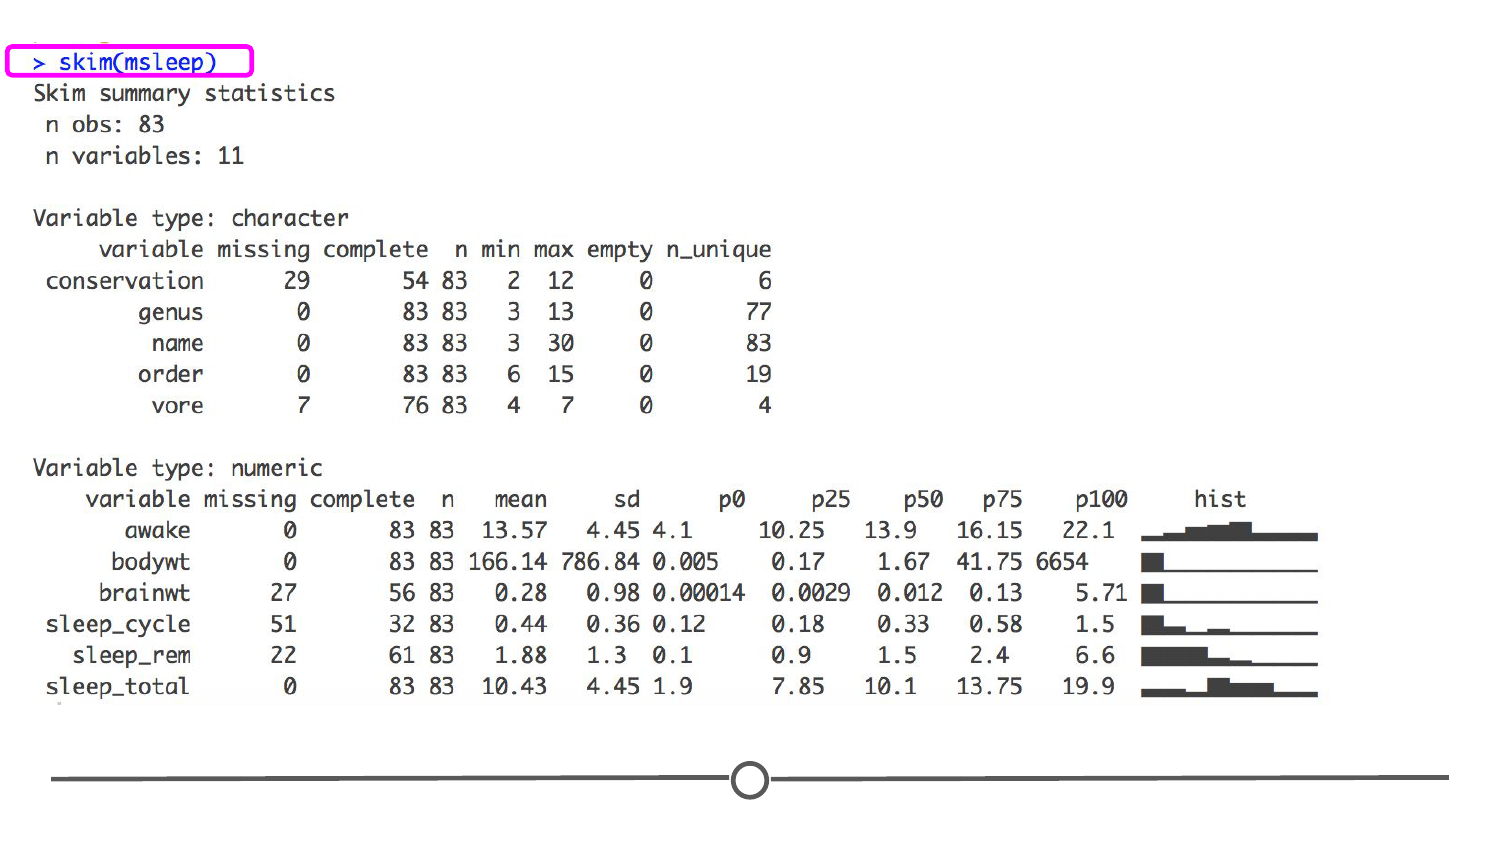 > skim(msleep)
Skim summary statistics
 n obs: 83
 n variables: 11

Variable type: character
     variable missing complete  n min max empty n_unique
 conservation      29       54 83   2  12     0        6
        genus       0       83 83   3  13     0       77
         name       0       83 83   3  30     0       83
        order       0       83 83   6  15     0       19
         vore       7       76 83   4   7     0        4

Variable type: numeric
    variable missing complete  n   mean     sd      p0     p25    p50   p75    p100     hist
       awake       0       83 83  13.57   4.45 4.1     10.25   13.9   16.15   22.1
      bodywt       0       83 83 166.14 786.84 0.005    0.17    1.67  41.75 6654
     brainwt      27       56 83   0.28   0.98 0.00014  0.0029  0.012  0.13    5.71
 sleep_cycle      51       32 83   0.44   0.36 0.12     0.18    0.33   0.58    1.5
   sleep_rem      22       61 83   1.88   1.3  0.1      0.9     1.5    2.4     6.6
 sleep_total       0       83 83  10.43   4.45 1.9      7.85   10.1   13.75   19.9